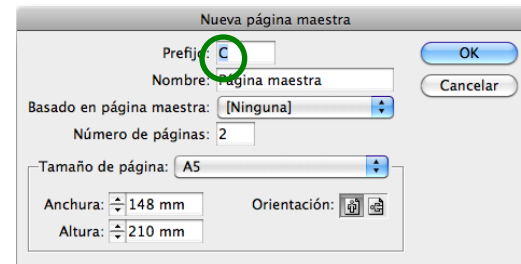 Nueva página maestra
Prefijo: C
OK
Nombre: Página maestra
Cancelar
Basado en página maestra: [Ninguna]
Número de páginas: 2
Tamaño de página: A5
Anchura: 148 mm Orientación:
Altura: 210 mm